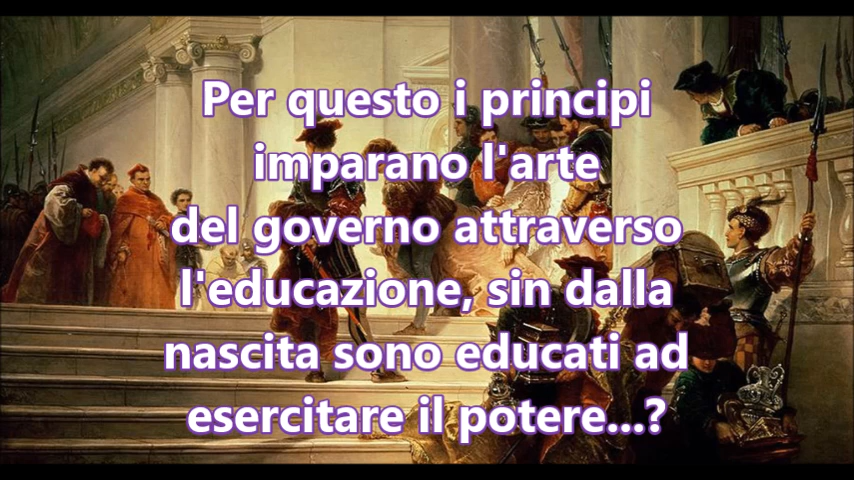 Per questo i principi
imparano l'arte
del governo attraverso
l'educazione, sin dalla
nascita sono educati ad
esercitare il potere...?